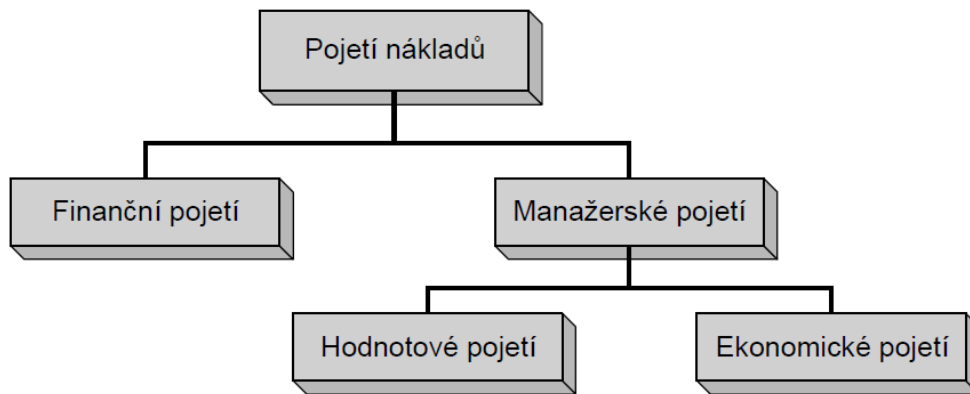 Pojetí nákladů
Finanční pojetí
Manažerské pojetí
Hodnotové pojetí
Ekonomické pojetí